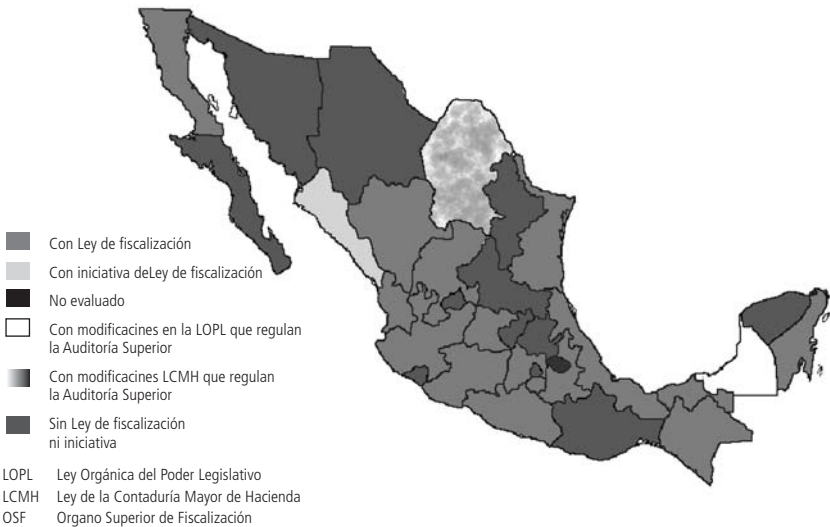 Con Ley de fiscalización
Con iniciativa deLey de fiscalización
No evaluado
Con modificacines en la LOPL que regulan
la Auditoría Superior
Con modificacines LCMH que regulan
la Auditoría Superior
Sin Ley de fiscalización
ni iniciativa
LOPL Ley Orgánica del Poder Legislativo
LCMH Ley de la Contaduría Mayor de Hacienda
OSF Organo Superior de Fiscalización